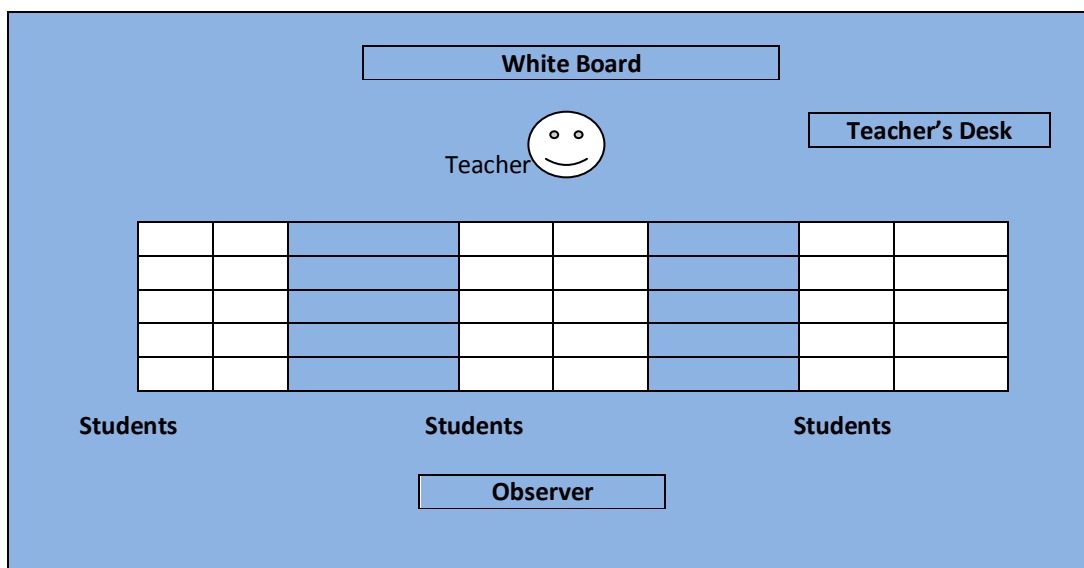 White Board
Teacher’s Desk
Teacher
Students Students Students
Observer